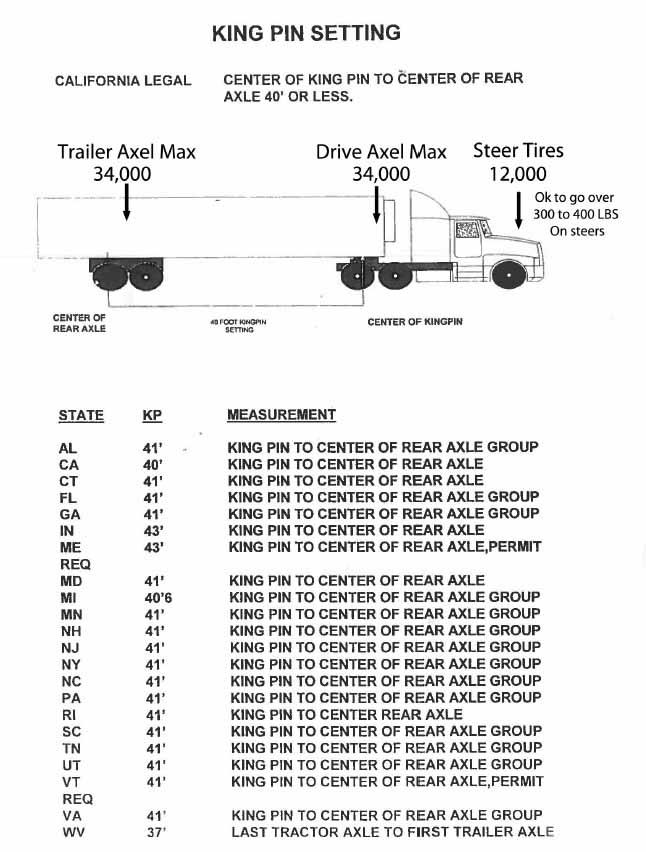 KING PIN SETTING
CALIFORNIA LEGAL CENTER OF KING PIN TO CENTER OF REAR
AXLE 40' OR LESS.
Trailer Axel Max
34,000
Drive Axel Max
34,000
Steer Tires
12,000
Ok to go over
300 to 400 LBS
On steers
CENTER OF
REAR AXLE
40 FOOT KINGPIN
SETTING
CENTER OF KINGPIN
STATE KP MEASUREMENT
AL 41' KING PIN TO CENTER OF REAR AXLE GROUP
CA 40' KING PIN TO CENTER OF REAR AXLE
CT 41' KING PIN TO CENTER OF REAR AXLE
FL 41' KING PIN TO CENTER OF REAR AXLE GROUP
GA 41' KING PIN TO CENTER OF REAR AXLE GROUP
IN 43' KING PIN TO CENTER OF REAR AXLE
ME 43' KING PIN TO CENTER OF REAR AXLE,PERMIT
REQ
MD 41' KING PIN TO CENTER OF REAR AXLE
MI 40'6 KING PIN TO CENTER OF REAR AXLE GROUP
MN 41' KING PIN TO CENTER OF REAR AXLE GROUP
NH 41' KING PIN TO CENTER OF REAR AXLE GROUP
NJ 41' KING PIN TO CENTER OF REAR AXLE GROUP
NY 41' KING PIN TO CENTER OF REAR AXLE GROUP
NC 41' KING PIN TO CENTER OF REAR AXLE GROUP
PA 41' KING PIN TO CENTER OF REAR AXLE GROUP
RI 41' KING PIN TO CENTER REAR AXLE
SC 41' KING PIN TO CENTER OF REAR AXLE GROUP
TN 41' KING PIN TO CENTER OF REAR AXLE GROUP
UT 41' KING PIN TO CENTER OF REAR AXLE GROUP
VT 41' KING PIN TO CENTER OF REAR AXLE,PERMIT
REQ
VA 41' KING PIN TO CENTER OF REAR AXLE GROUP
WV 37' LAST TRACTOR AXLE TO FIRST TRAILER AXLE